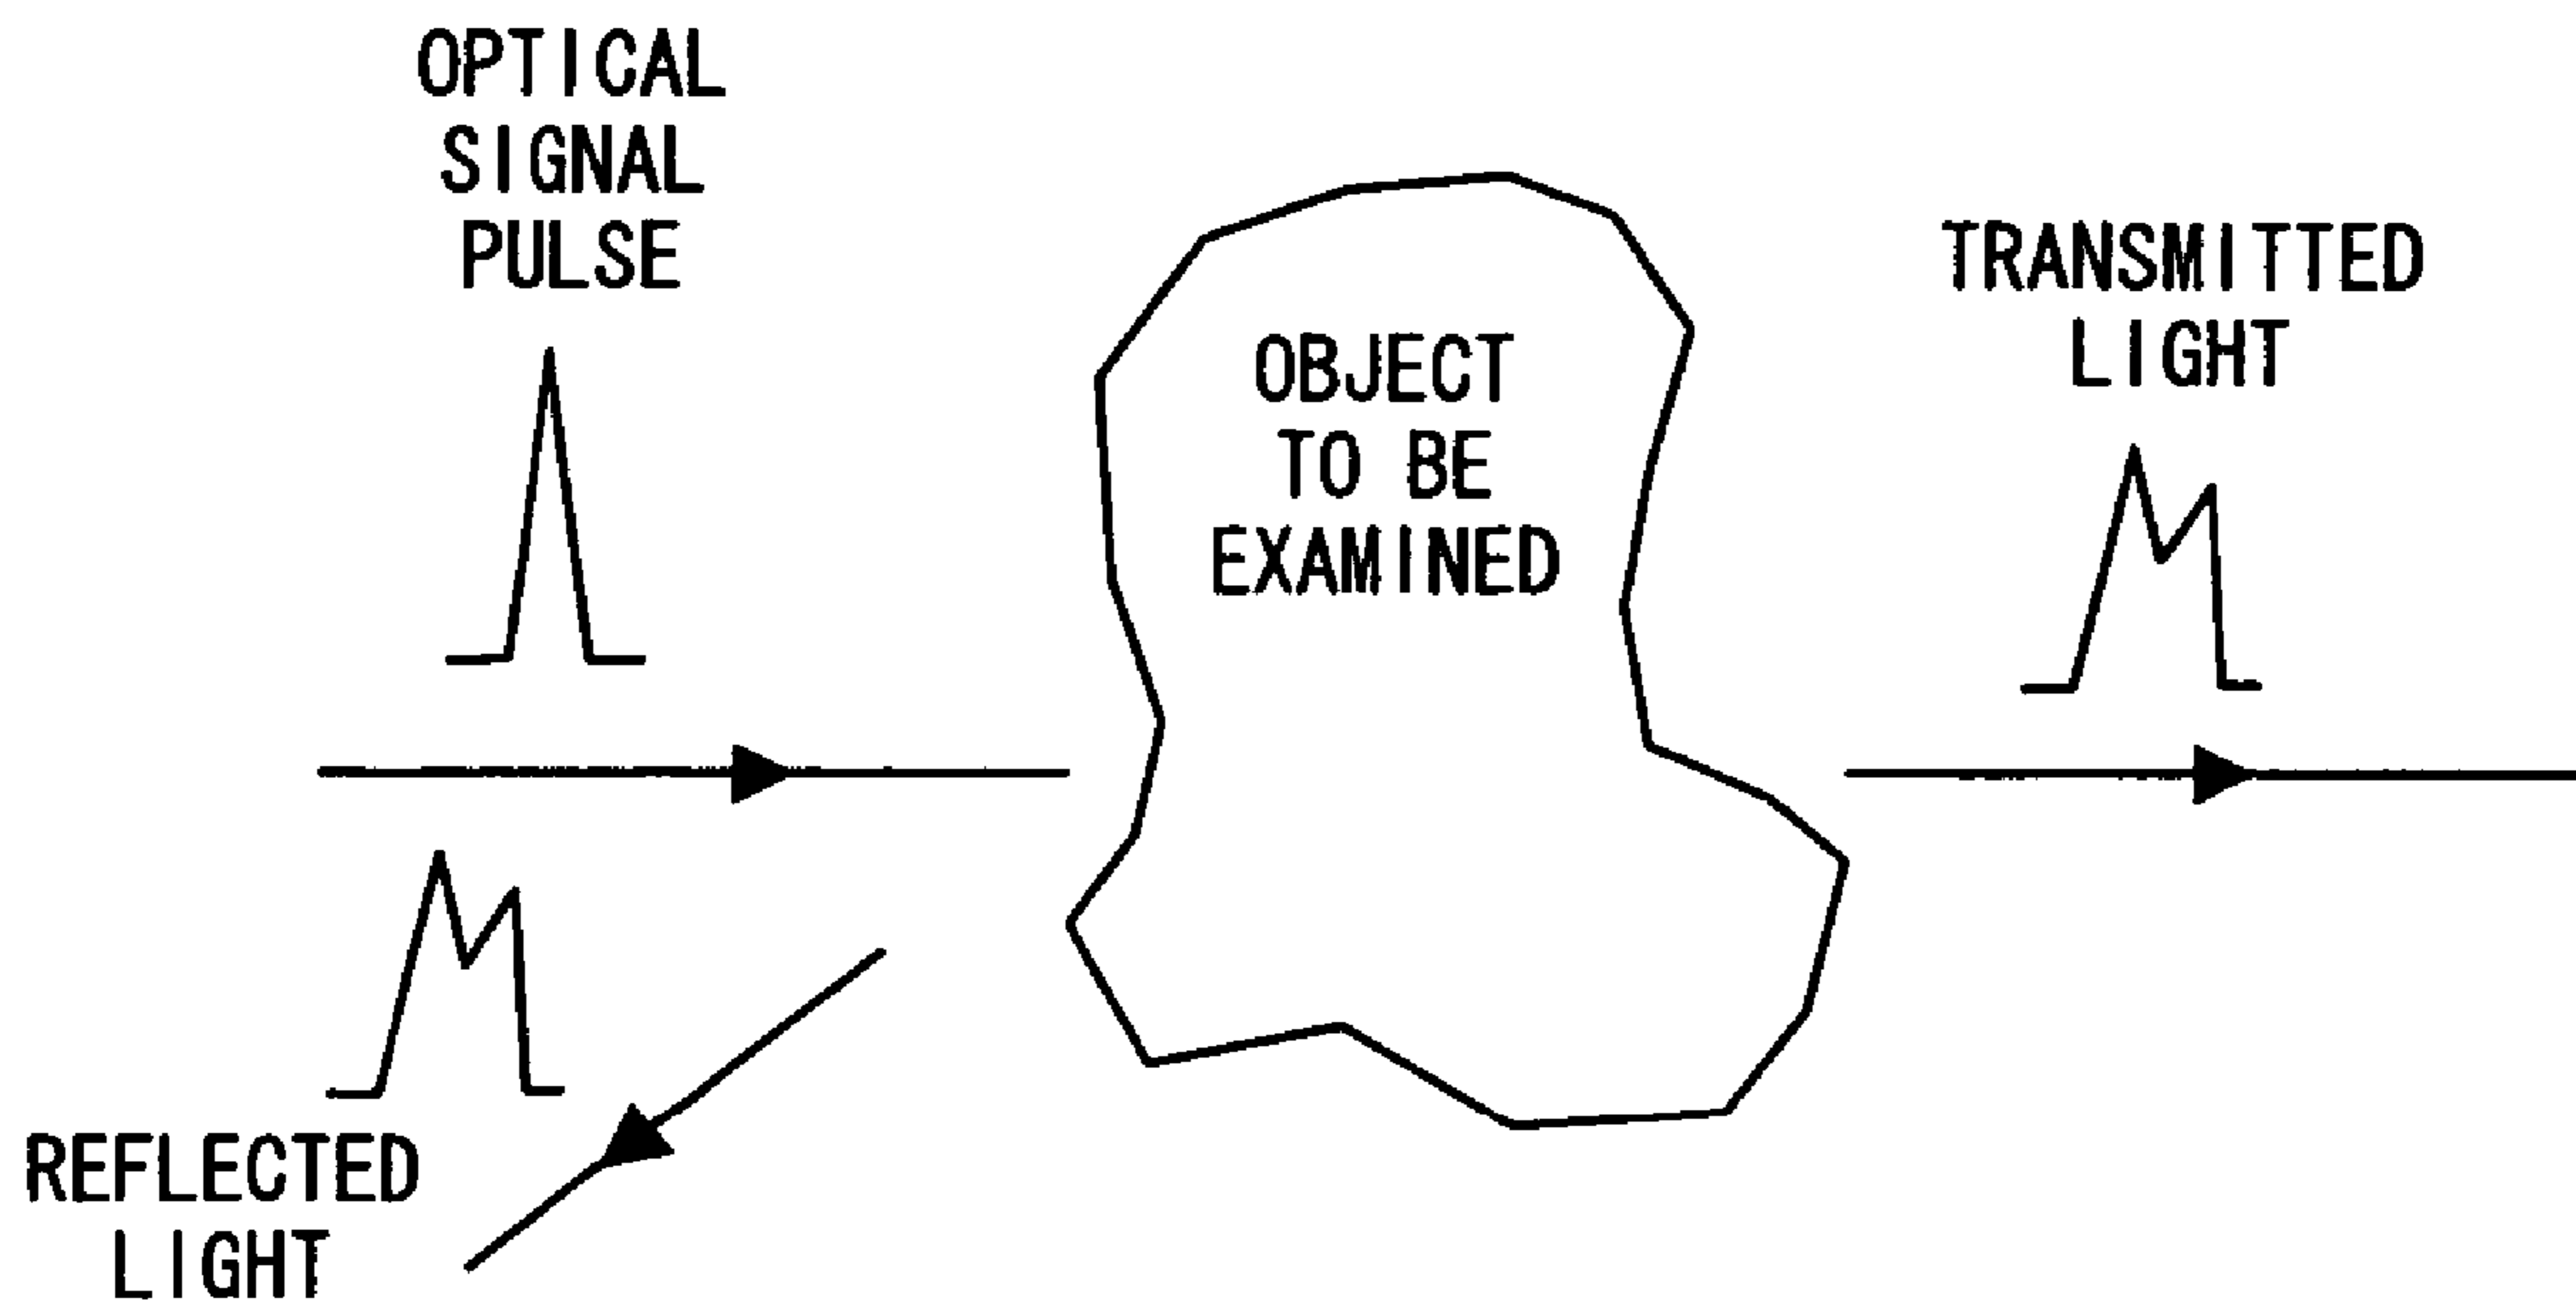 OPTICAL
SIGNAL
PULSE
OBJECT
TO BE
EXAMINED
TRANSMITTED
LIGHT
REFLECTED
LIGHT